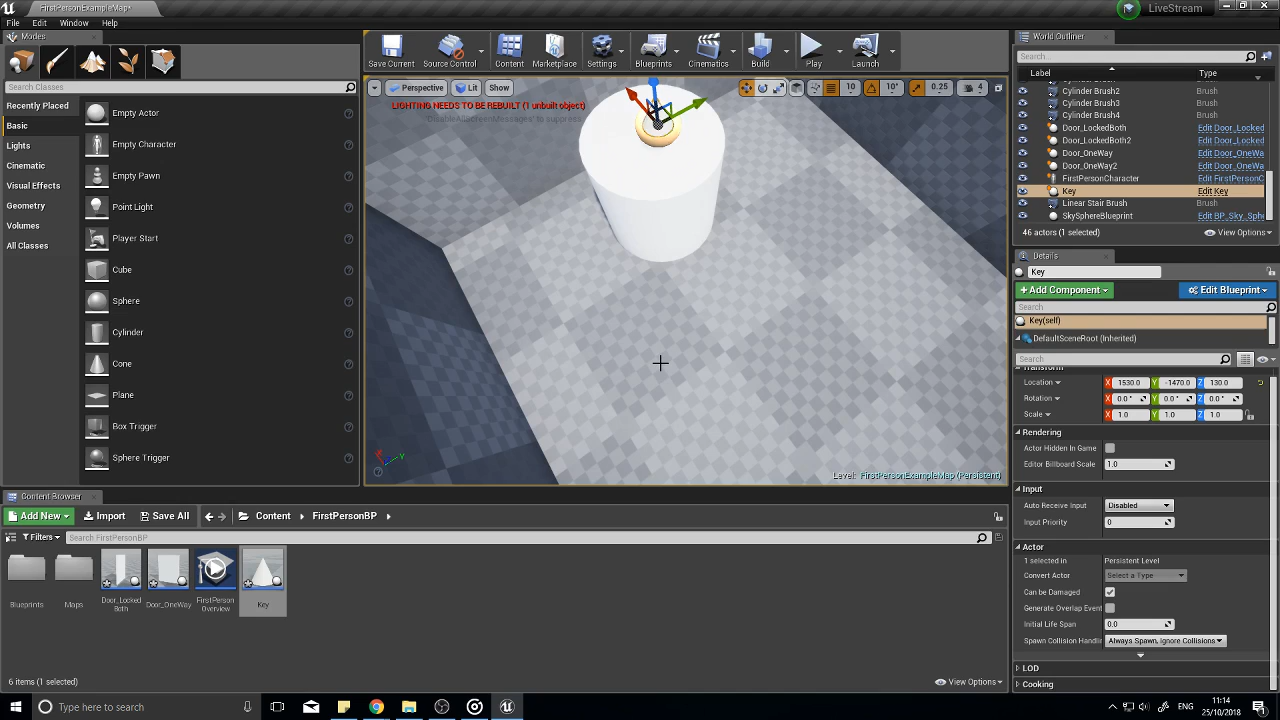 FirstPersonExampleMap*
LiveStream
File Edit Window Help
Modes
Search Classes
Recently Placed
Basic
Lights
Cinematic
Visual Effects
Geometry
Volumes
All Classes
Empty Actor
Empty Character
Empty Pawn
Point Light
Player Start
Cube
Sphere
Cylinder
Cone
Plane
Box Trigger
Sphere Trigger
Save Current
Source Control
Content
Marketplace
Settings
Blueprints
Cinematics
Build
Play
Launch
Perspective
Lit
Show
10
10°
0.25
4
LIGHTING NEEDS TO BE REBUILT (1 unbuilt object)
'DisableAllScreenMessages' to suppress
Level: FirstPersonExampleMap (Persistent)
World Outliner
Search...
Label Type
Cylinder Brush2 Brush
Cylinder Brush3 Brush
Cylinder Brush4 Brush
Door_LockedBoth Edit Door_Locked
Door_LockedBoth2 Edit Door_Locked
Door_OneWay Edit Door_OneWa
Door_OneWay2 Edit Door_OneWa
FirstPersonCharacter Edit FirstPersonC
Key Edit Key
Linear Stair Brush Brush
SkySphereBlueprint Edit BP_Sky_Sphe
46 actors (1 selected)
View Options
Details
Key
+ Add Component
Edit Blueprint
Search
Key(self)
DefaultSceneRoot (Inherited)
Search
Transform
Location X 1530.0 Y -1470.0 Z 130.0
Rotation X 0.0 ° Y 0.0 ° Z 0.0 °
Scale X 1.0 Y 1.0 Z 1.0
Rendering
Actor Hidden In Game
Editor Billboard Scale 1.0
Input
Auto Receive Input Disabled
Input Priority 0
Actor
1 selected in Persistent Level
Convert Actor Select a Type
Can be Damaged
Generate Overlap Event
Initial Life Span 0.0
Spawn Collision Handlin Always Spawn, Ignore Collisions
LOD
Cooking
Content Browser
Add New
Import
Save All
Content
FirstPersonBP
Filters
Search FirstPersonBP
Blueprints
Maps
Door_Locked
Both
Door_OneWay
FirstPerson
Overview
Key
6 items (1 selected)
View Options
Type here to search
ENG
11:14
25/10/2018